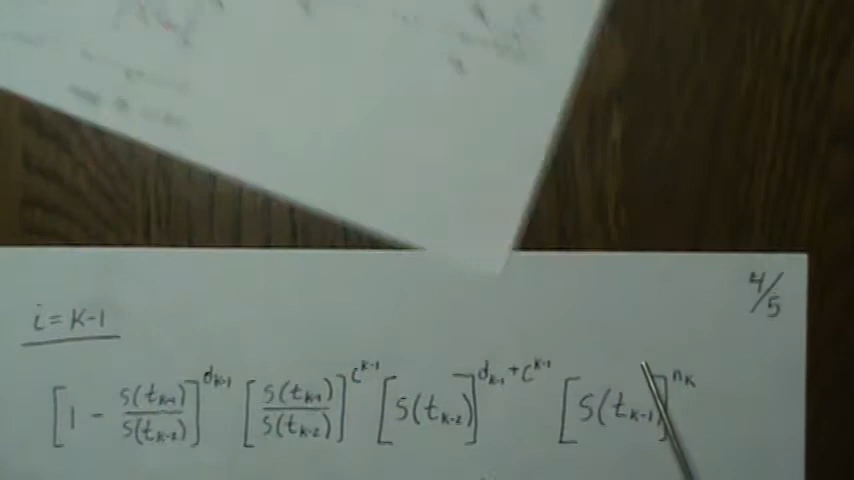 4/5
i = K-1
[1 - S(t_{K-1})/S(t_{K-2})]^{d_{K-1}} [S(t_{K-1})/S(t_{K-2})]^{C^{K-1}} [S(t_{K-2})]^{d_{K-1}+C^{K-1}} [S(t_{K-1})]^{n_K}